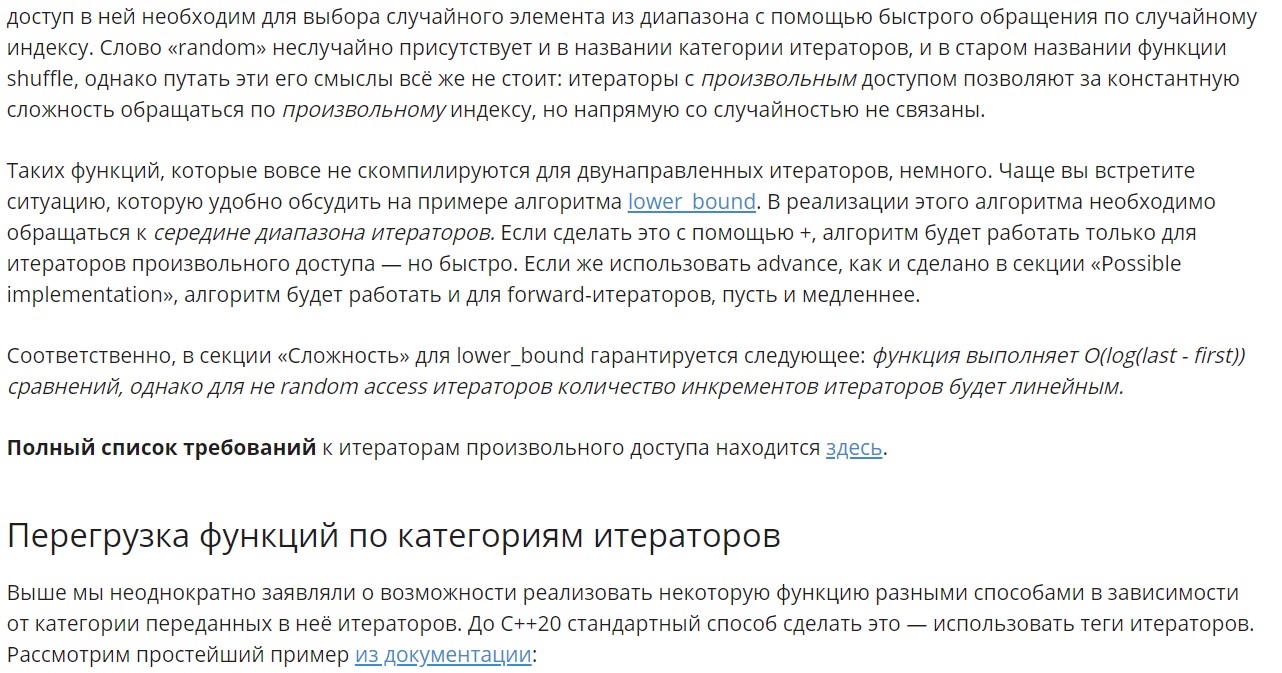 доступ в ней необходим для выбора случайного элемента из диапазона с помощью быстрого обращения по случайному
индексу. Слово «random» неслучайно присутствует и в названии категории итераторов, и в старом названии функции
shuffle, однако путать эти его смыслы всё же не стоит: итераторы с произвольным доступом позволяют за константную
сложность обращаться по произвольному индексу, но напрямую со случайностью не связаны.
Таких функций, которые вовсе не скомпилируются для двунаправленных итераторов, немного. Чаще вы встретите
ситуацию, которую удобно обсудить на примере алгоритма lower_bound. В реализации этого алгоритма необходимо
обращаться к середине диапазона итераторов. Если сделать это с помощью +, алгоритм будет работать только для
итераторов произвольного доступа — но быстро. Если же использовать advance, как и сделано в секции «Possible
implementation», алгоритм будет работать и для forward-итераторов, пусть и медленнее.
Соответственно, в секции «Сложность» для lower_bound гарантируется следующее: функция выполняет O(log(last - first))
сравнений, однако для не random access итераторов количество инкрементов итераторов будет линейным.
Полный список требований к итераторам произвольного доступа находится здесь.
Перегрузка функций по категориям итераторов
Выше мы неоднократно заявляли о возможности реализовать некоторую функцию разными способами в зависимости
от категории переданных в неё итераторов. До C++20 стандартный способ сделать это — использовать теги итераторов.
Рассмотрим простейший пример из документации: